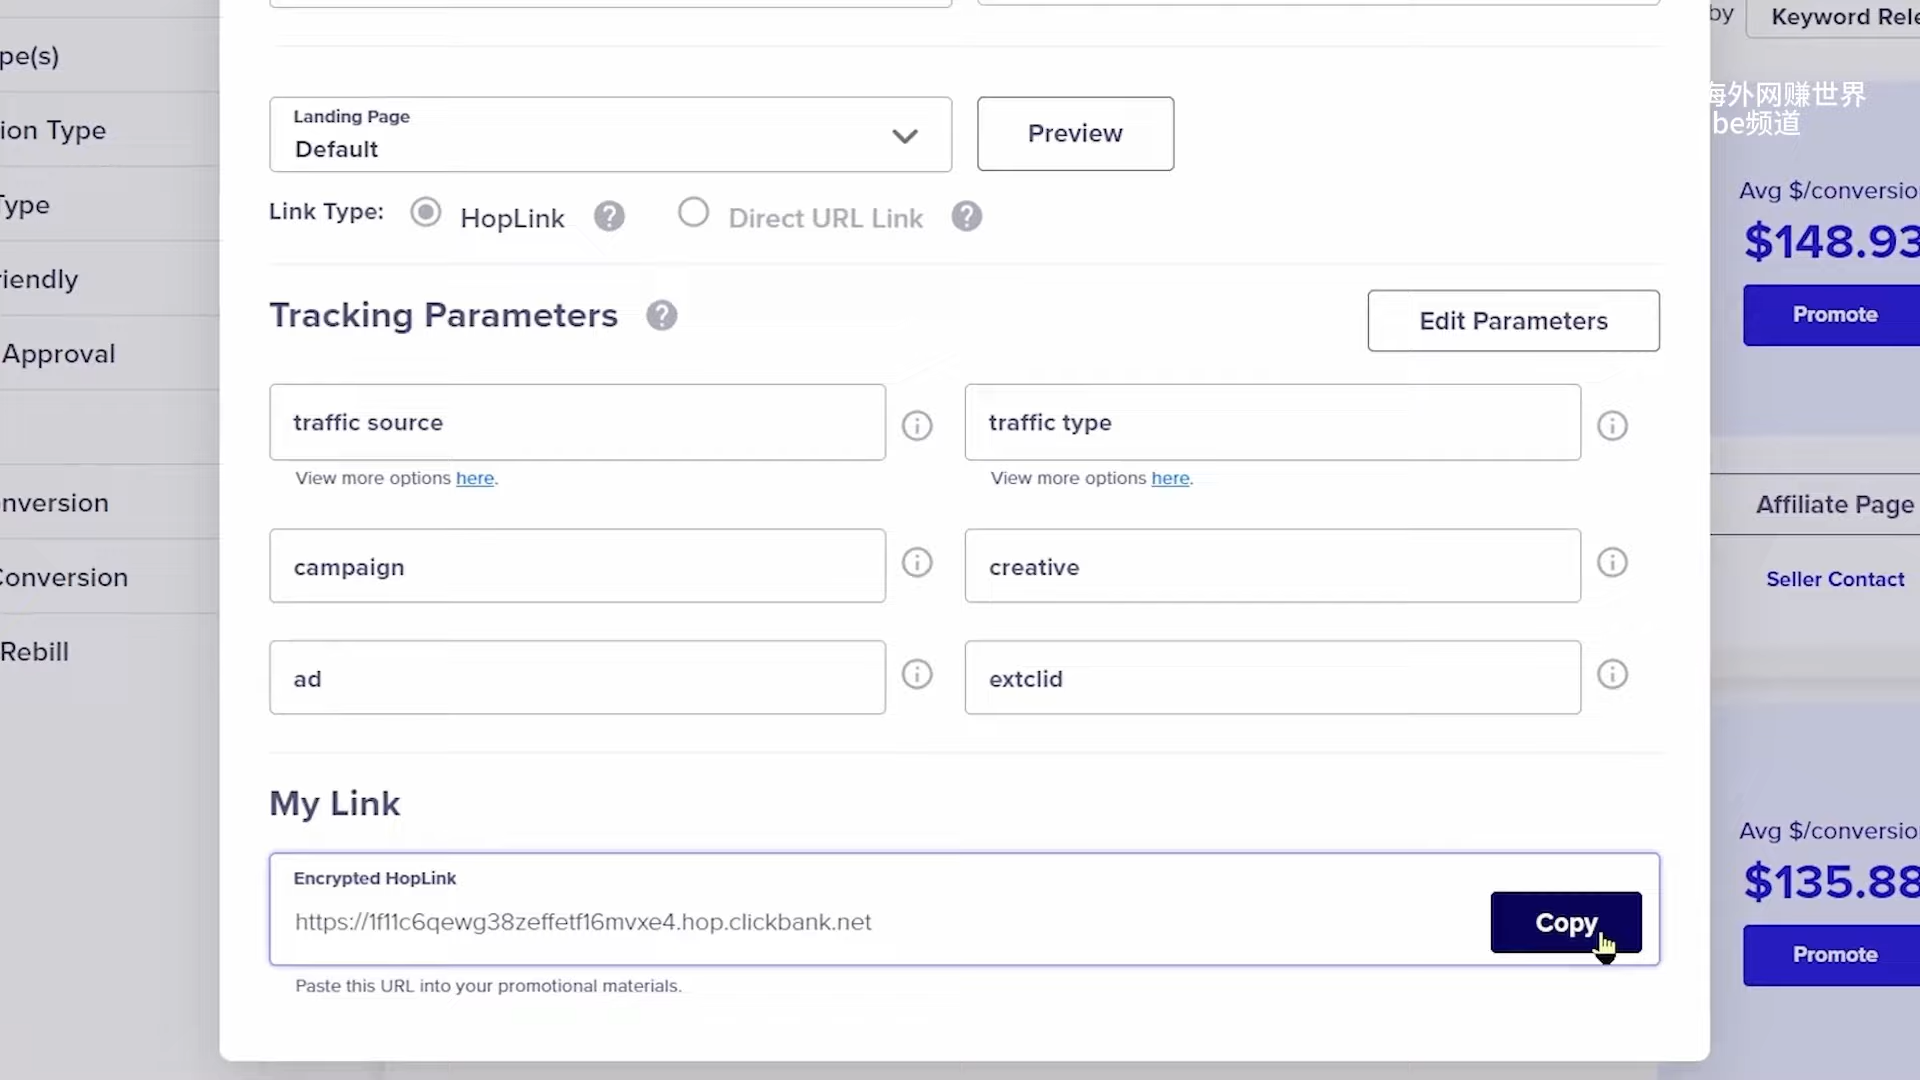 by
Keyword Rele
pe(s)
海外网赚世界
be频道
Landing Page
Default
Preview
ion Type
Avg $/conversio
Type
Link Type:
HopLink
?
Direct URL Link
?
$148.93
riendly
Tracking Parameters
?
Edit Parameters
Promote
Approval
traffic source
traffic type
View more options here.
View more options here.
nversion
Affiliate Page
campaign
creative
Conversion
Seller Contact
Rebill
ad
extclid
My Link
Avg $/conversio
Encrypted HopLink
$135.88
https://1f11c6qewg38zeffetf16mvxe4.hop.clickbank.net
Copy
Promote
Paste this URL into your promotional materials.